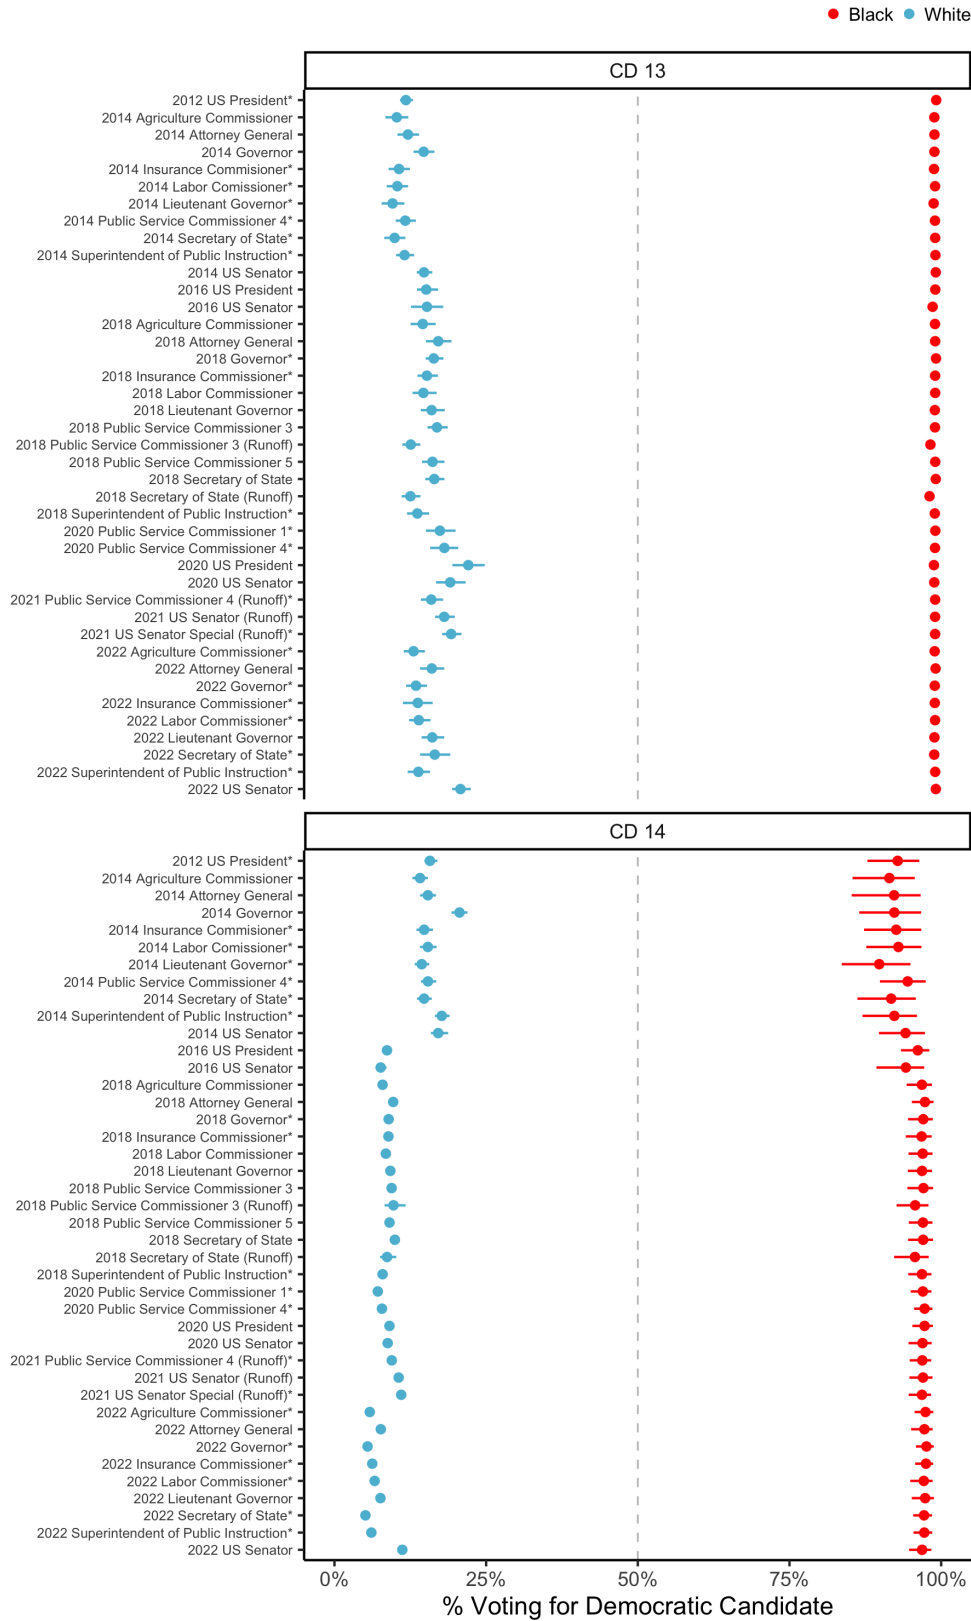 Black White
CD 13
2012 US President*
2014 Agriculture Commissioner
2014 Attorney General
2014 Governor
2014 Insurance Commisioner*
2014 Labor Comissioner*
2014 Lieutenant Governor*
2014 Public Service Commissioner 4*
2014 Secretary of State*
2014 Superintendent of Public Instruction*
2014 US Senator
2016 US President
2016 US Senator
2018 Agriculture Commissioner
2018 Attorney General
2018 Governor*
2018 Insurance Commissioner*
2018 Labor Commissioner
2018 Lieutenant Governor
2018 Public Service Commissioner 3
2018 Public Service Commissioner 3 (Runoff)
2018 Public Service Commissioner 5
2018 Secretary of State
2018 Secretary of State (Runoff)
2018 Superintendent of Public Instruction*
2020 Public Service Commissioner 1*
2020 Public Service Commissioner 4*
2020 US President
2020 US Senator
2021 Public Service Commissioner 4 (Runoff)*
2021 US Senator (Runoff)
2021 US Senator Special (Runoff)*
2022 Agriculture Commissioner*
2022 Attorney General
2022 Governor*
2022 Insurance Commissioner*
2022 Labor Commissioner*
2022 Lieutenant Governor
2022 Secretary of State*
2022 Superintendent of Public Instruction*
2022 US Senator
CD 14
2012 US President*
2014 Agriculture Commissioner
2014 Attorney General
2014 Governor
2014 Insurance Commisioner*
2014 Labor Comissioner*
2014 Lieutenant Governor*
2014 Public Service Commissioner 4*
2014 Secretary of State*
2014 Superintendent of Public Instruction*
2014 US Senator
2016 US President
2016 US Senator
2018 Agriculture Commissioner
2018 Attorney General
2018 Governor*
2018 Insurance Commissioner*
2018 Labor Commissioner
2018 Lieutenant Governor
2018 Public Service Commissioner 3
2018 Public Service Commissioner 3 (Runoff)
2018 Public Service Commissioner 5
2018 Secretary of State
2018 Secretary of State (Runoff)
2018 Superintendent of Public Instruction*
2020 Public Service Commissioner 1*
2020 Public Service Commissioner 4*
2020 US President
2020 US Senator
2021 Public Service Commissioner 4 (Runoff)*
2021 US Senator (Runoff)
2021 US Senator Special (Runoff)*
2022 Agriculture Commissioner*
2022 Attorney General
2022 Governor*
2022 Insurance Commissioner*
2022 Labor Commissioner*
2022 Lieutenant Governor
2022 Secretary of State*
2022 Superintendent of Public Instruction*
2022 US Senator
0% 25% 50% 75% 100%
% Voting for Democratic Candidate